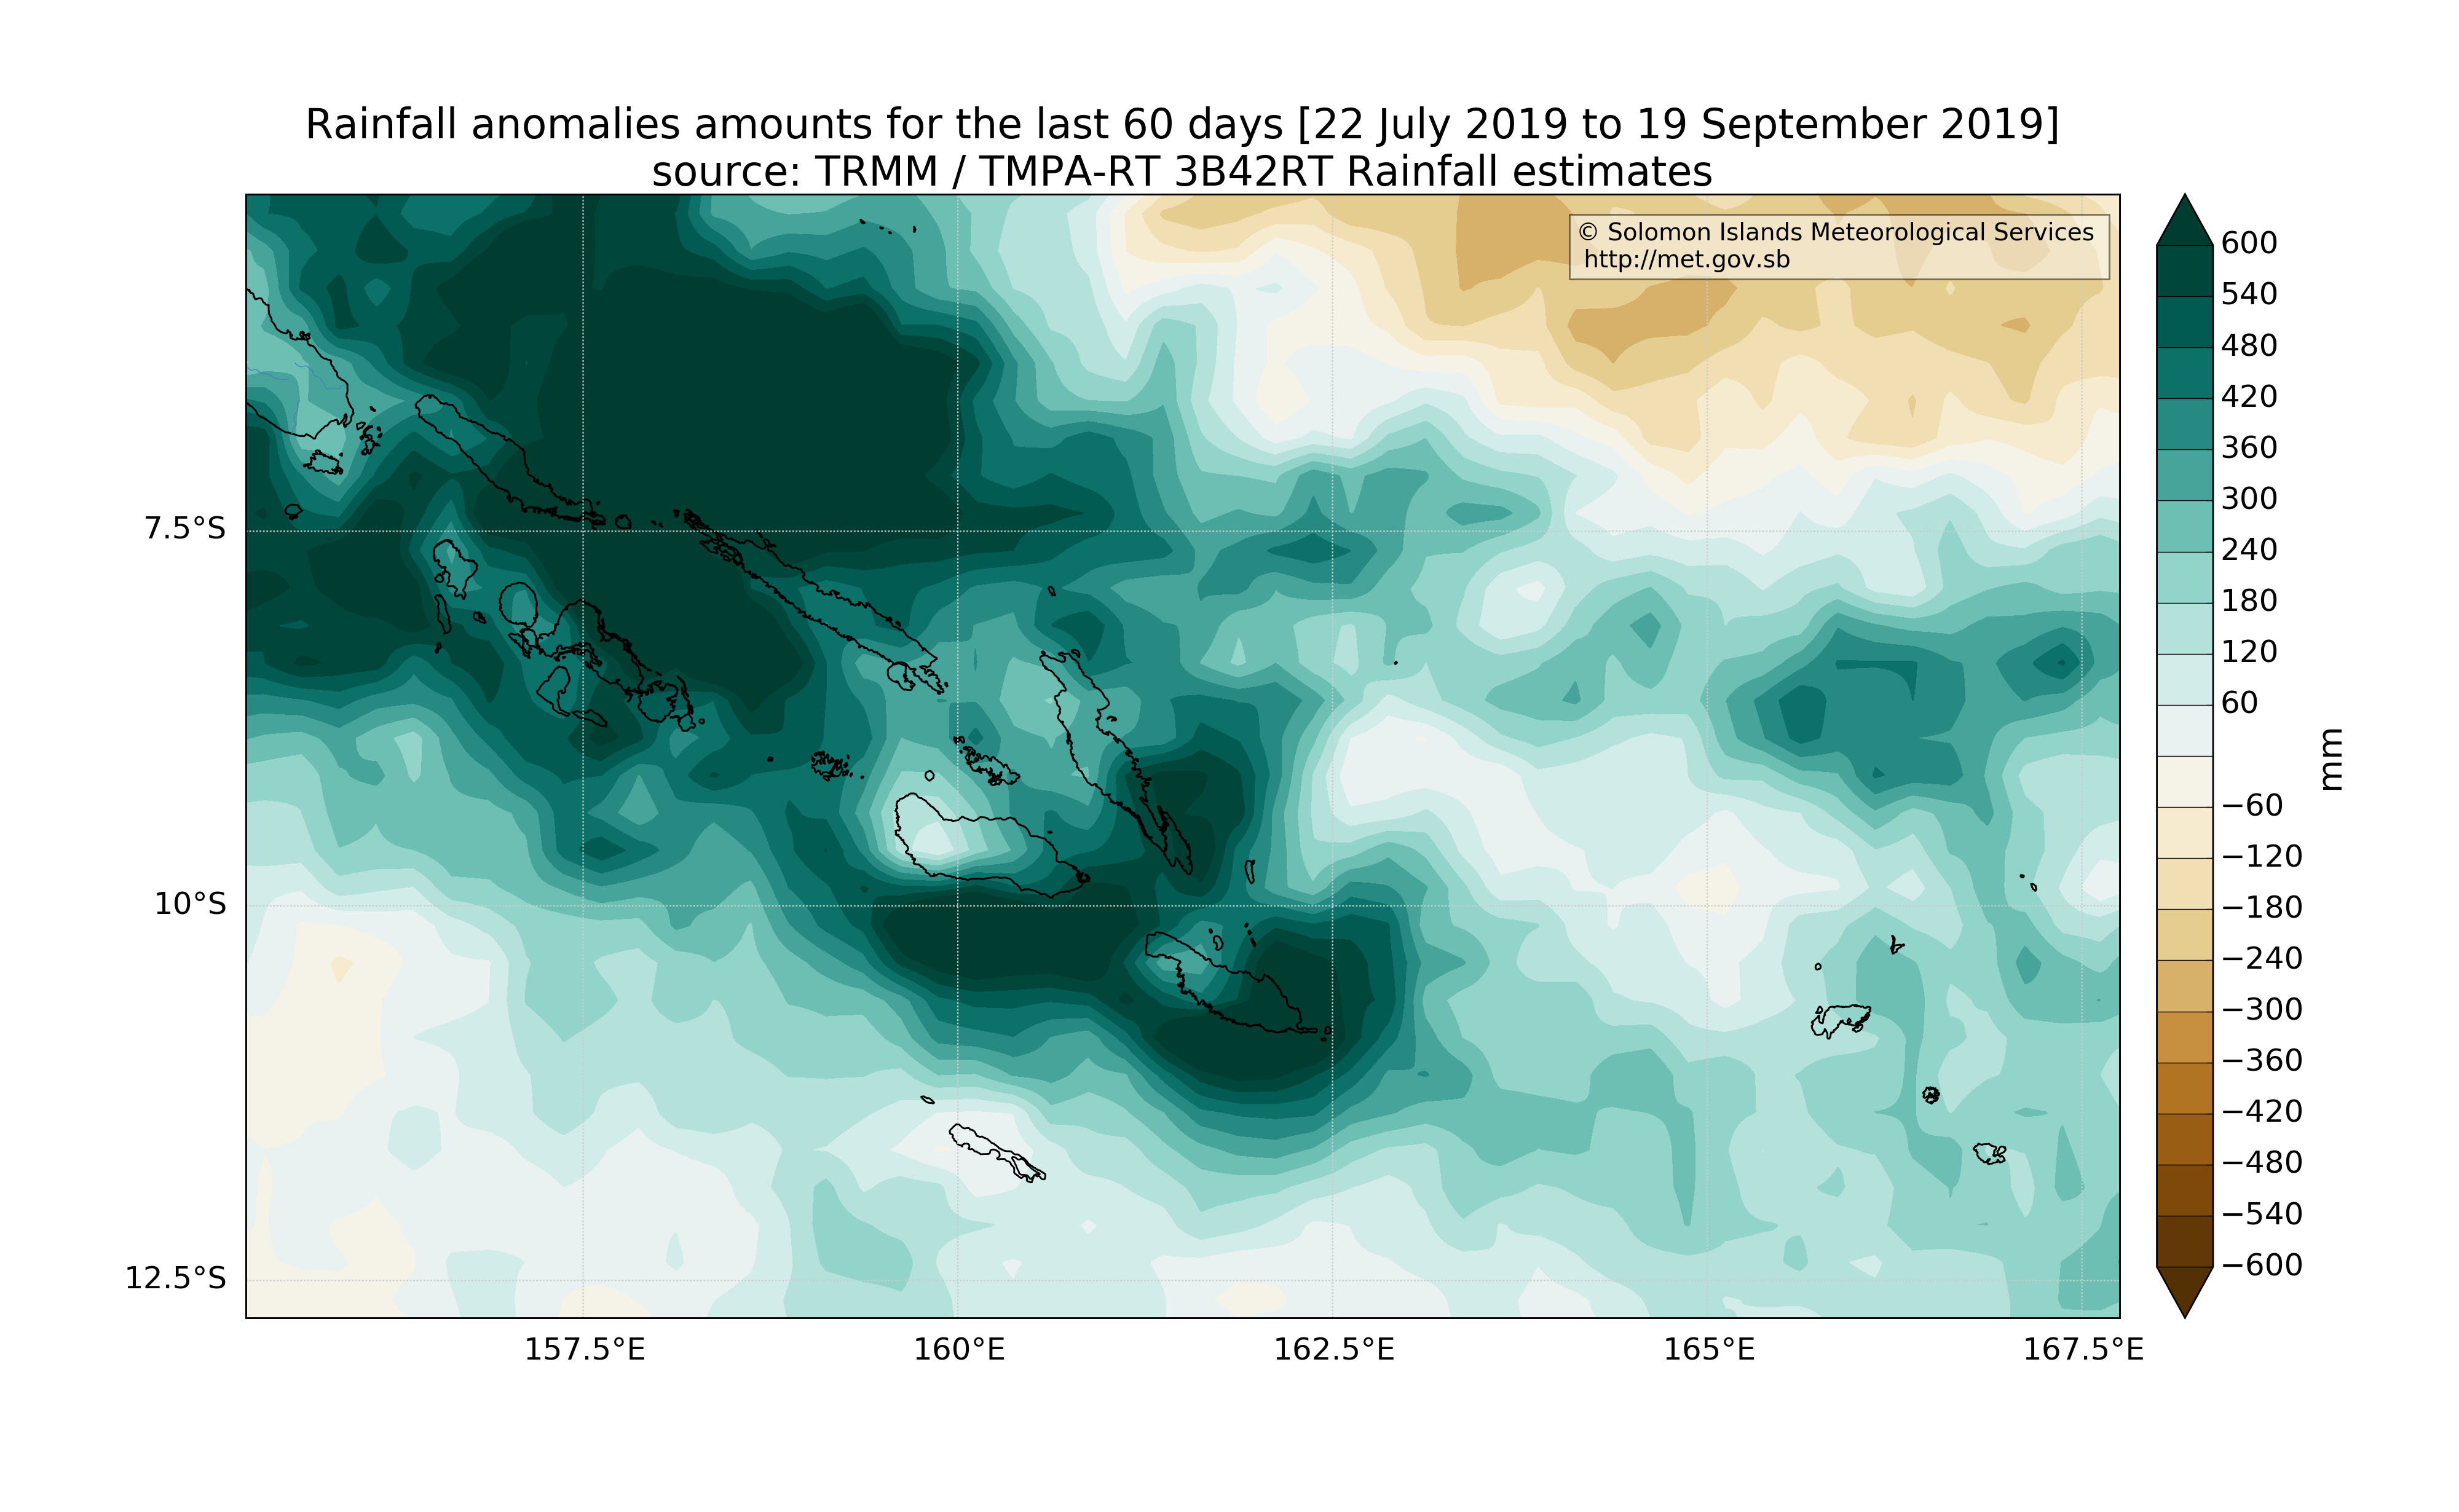 Rainfall anomalies amounts for the last 60 days [22 July 2019 to 19 September 2019]
source: TRMM / TMPA-RT 3B42RT Rainfall estimates
© Solomon Islands Meteorological Services
http://met.gov.sb
7.5°S
10°S
12.5°S
157.5°E
160°E
162.5°E
165°E
167.5°E
600
540
480
420
360
300
240
180
120
60
−60
−120
−180
−240
−300
−360
−420
−480
−540
−600
mm